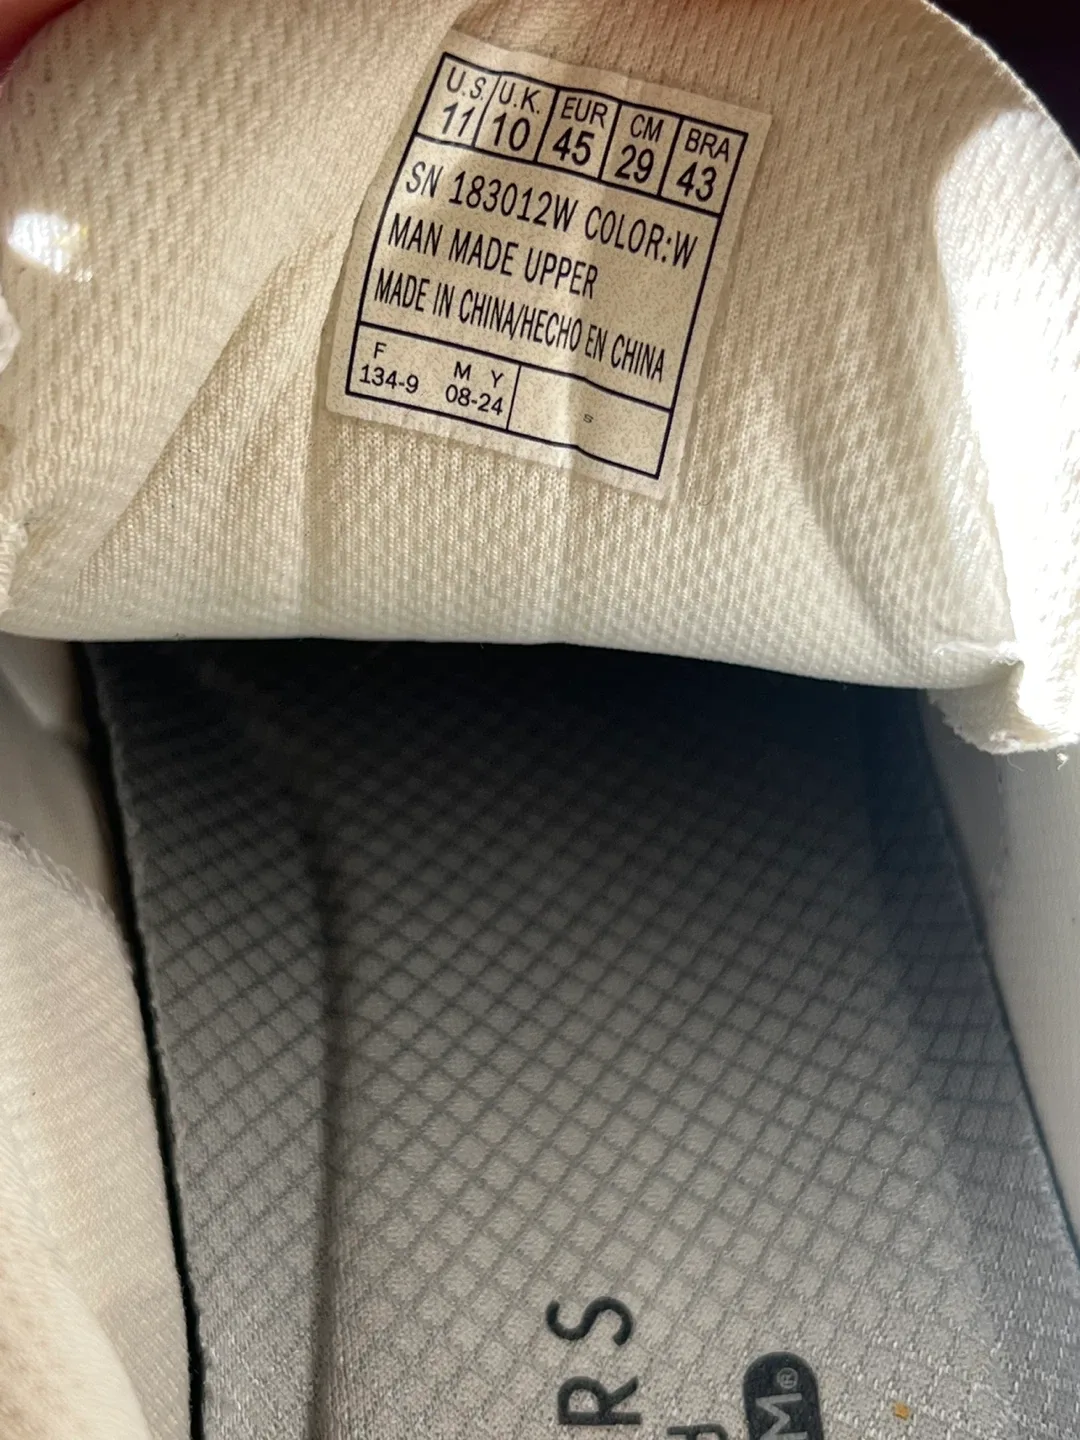 U.S. U.K. EUR CM BRA
11 10 45 29 43
SN 183012W COLOR:W
MAN MADE UPPER
MADE IN CHINA/HECHO EN CHINA
F M Y
134-9 08-24
S
RS
d
M®